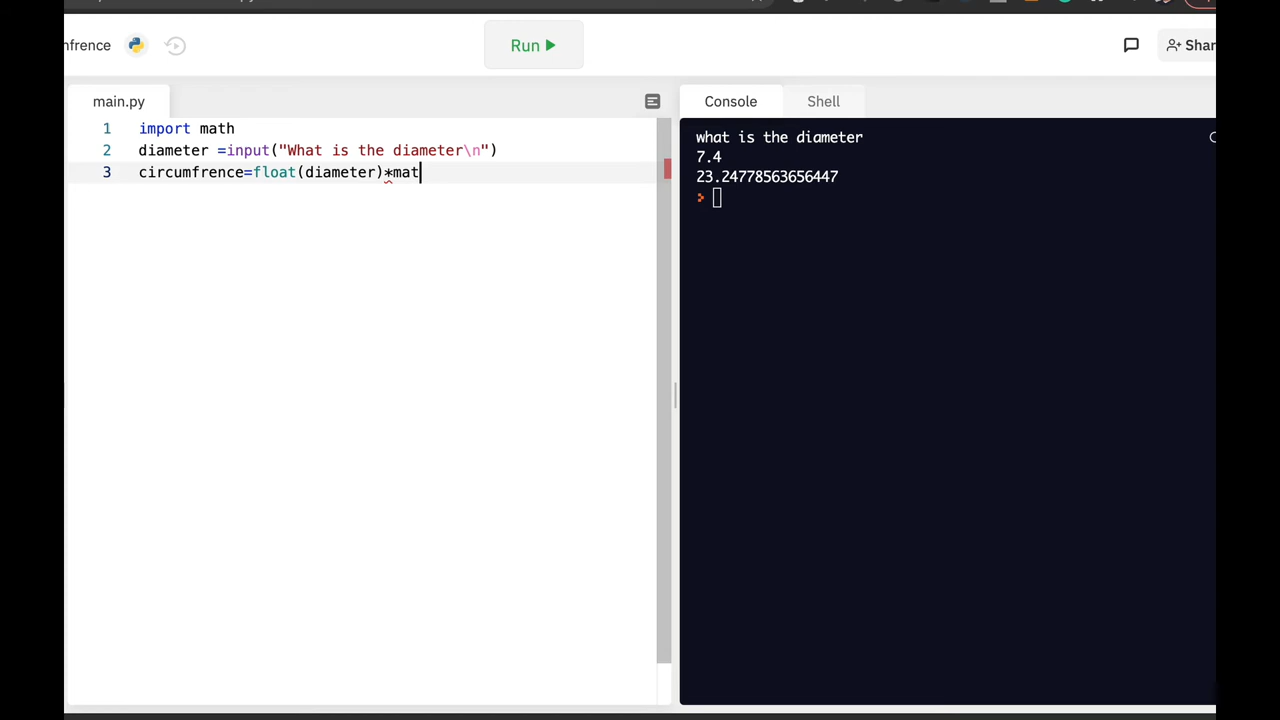 nfrence
Run
Shar
main.py
Console
Shell
1 import math
2 diameter =input("What is the diameter\n")
3 circumfrence=float(diameter)*mat
what is the diameter
7.4
23.24778563656447